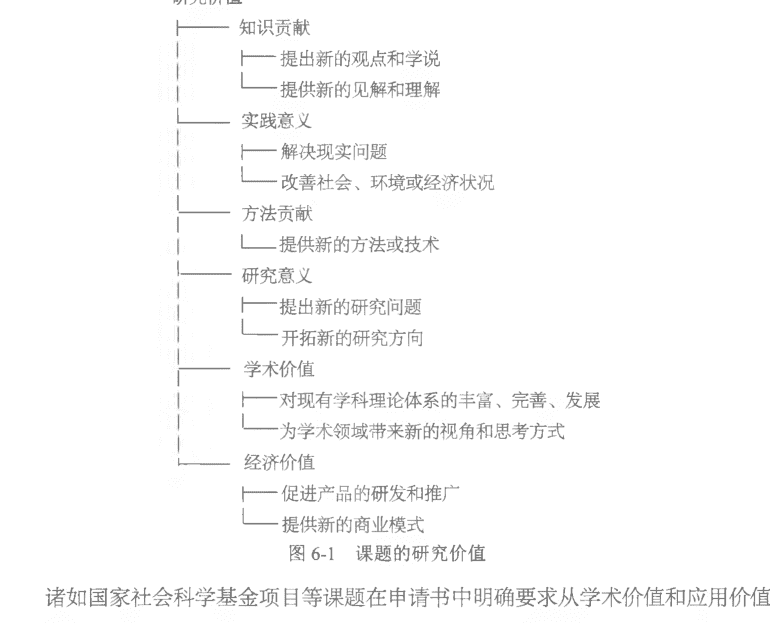 研究价值
知识贡献
提出新的观点和学说
提供新的见解和理解
实践意义
解决现实问题
改善社会、环境或经济状况
方法贡献
提供新的方法或技术
研究意义
提出新的研究问题
开拓新的研究方向
学术价值
对现有学科理论体系的丰富、完善、发展
为学术领域带来新的视角和思考方式
经济价值
促进产品的研发和推广
提供新的商业模式
图 6-1 课题的研究价值
诸如国家社会科学基金项目等课题在申请书中明确要求从学术价值和应用价值